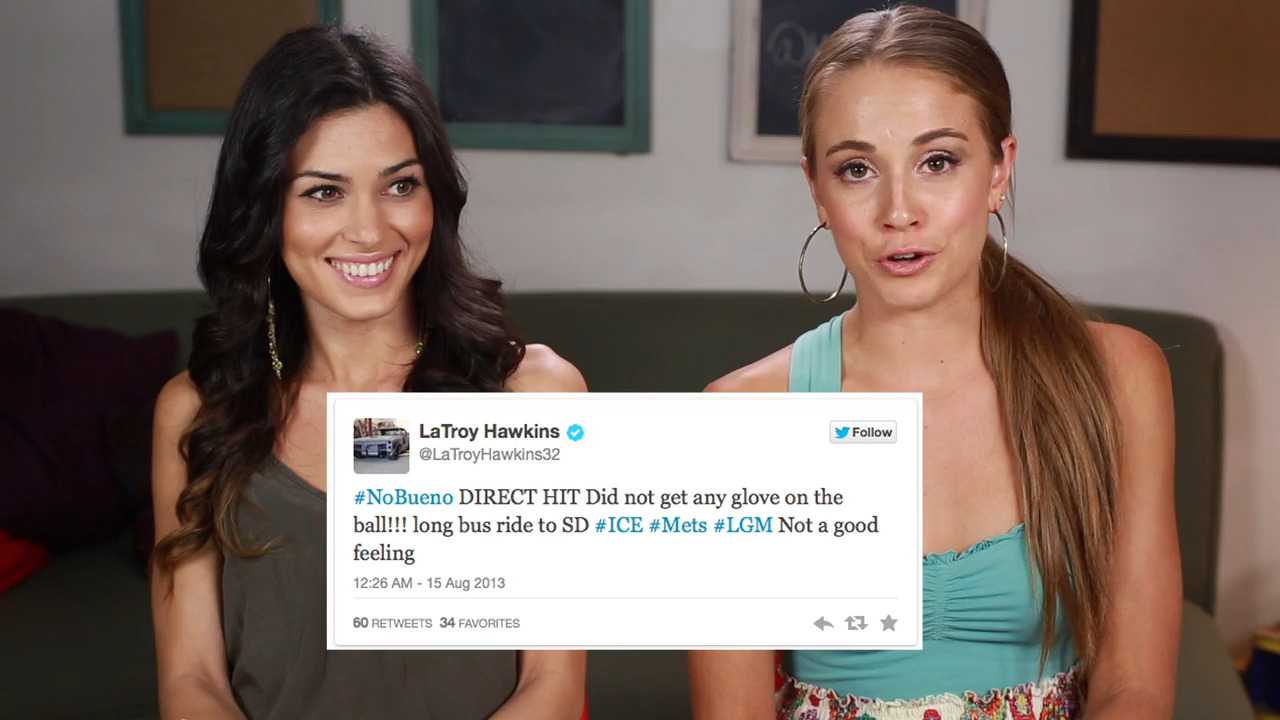 LaTroy Hawkins
Follow
@LaTroyHawkins32
#NoBueno DIRECT HIT Did not get any glove on the
ball!!! long bus ride to SD #ICE #Mets #LGM Not a good
feeling
12:26 AM - 15 Aug 2013
60 RETWEETS 34 FAVORITES